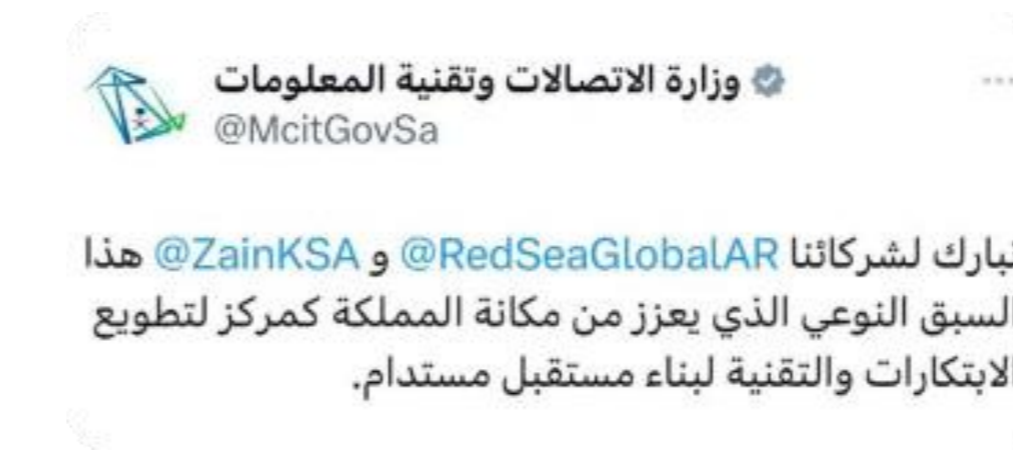 وزارة الاتصالات وتقنية المعلومات
@McitGovSa
نبارك لشركائنا @RedSeaGlobalAR و @ZainKSA هذا
السبق النوعي الذي يعزز من مكانة المملكة كمركز لتطويع
الابتكارات والتقنية لبناء مستقبل مستدام.